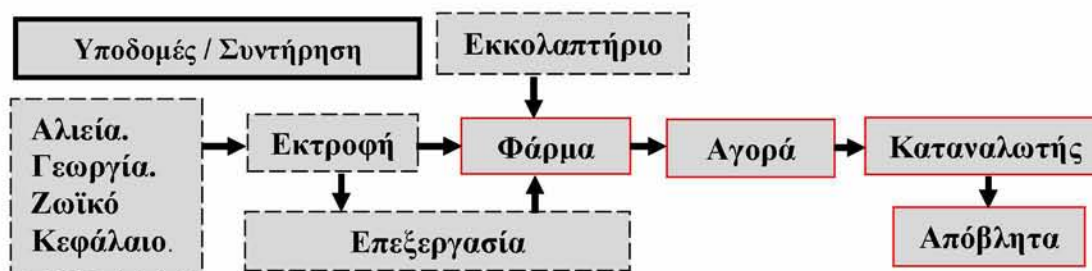 Υποδομές / Συντήρηση
Εκκολαπτήριο
Αλιεία.
Γεωργία.
Ζωϊκό
Κεφάλαιο.
Εκτροφή
Φάρμα
Αγορά
Καταναλωτής
Επεξεργασία
Απόβλητα